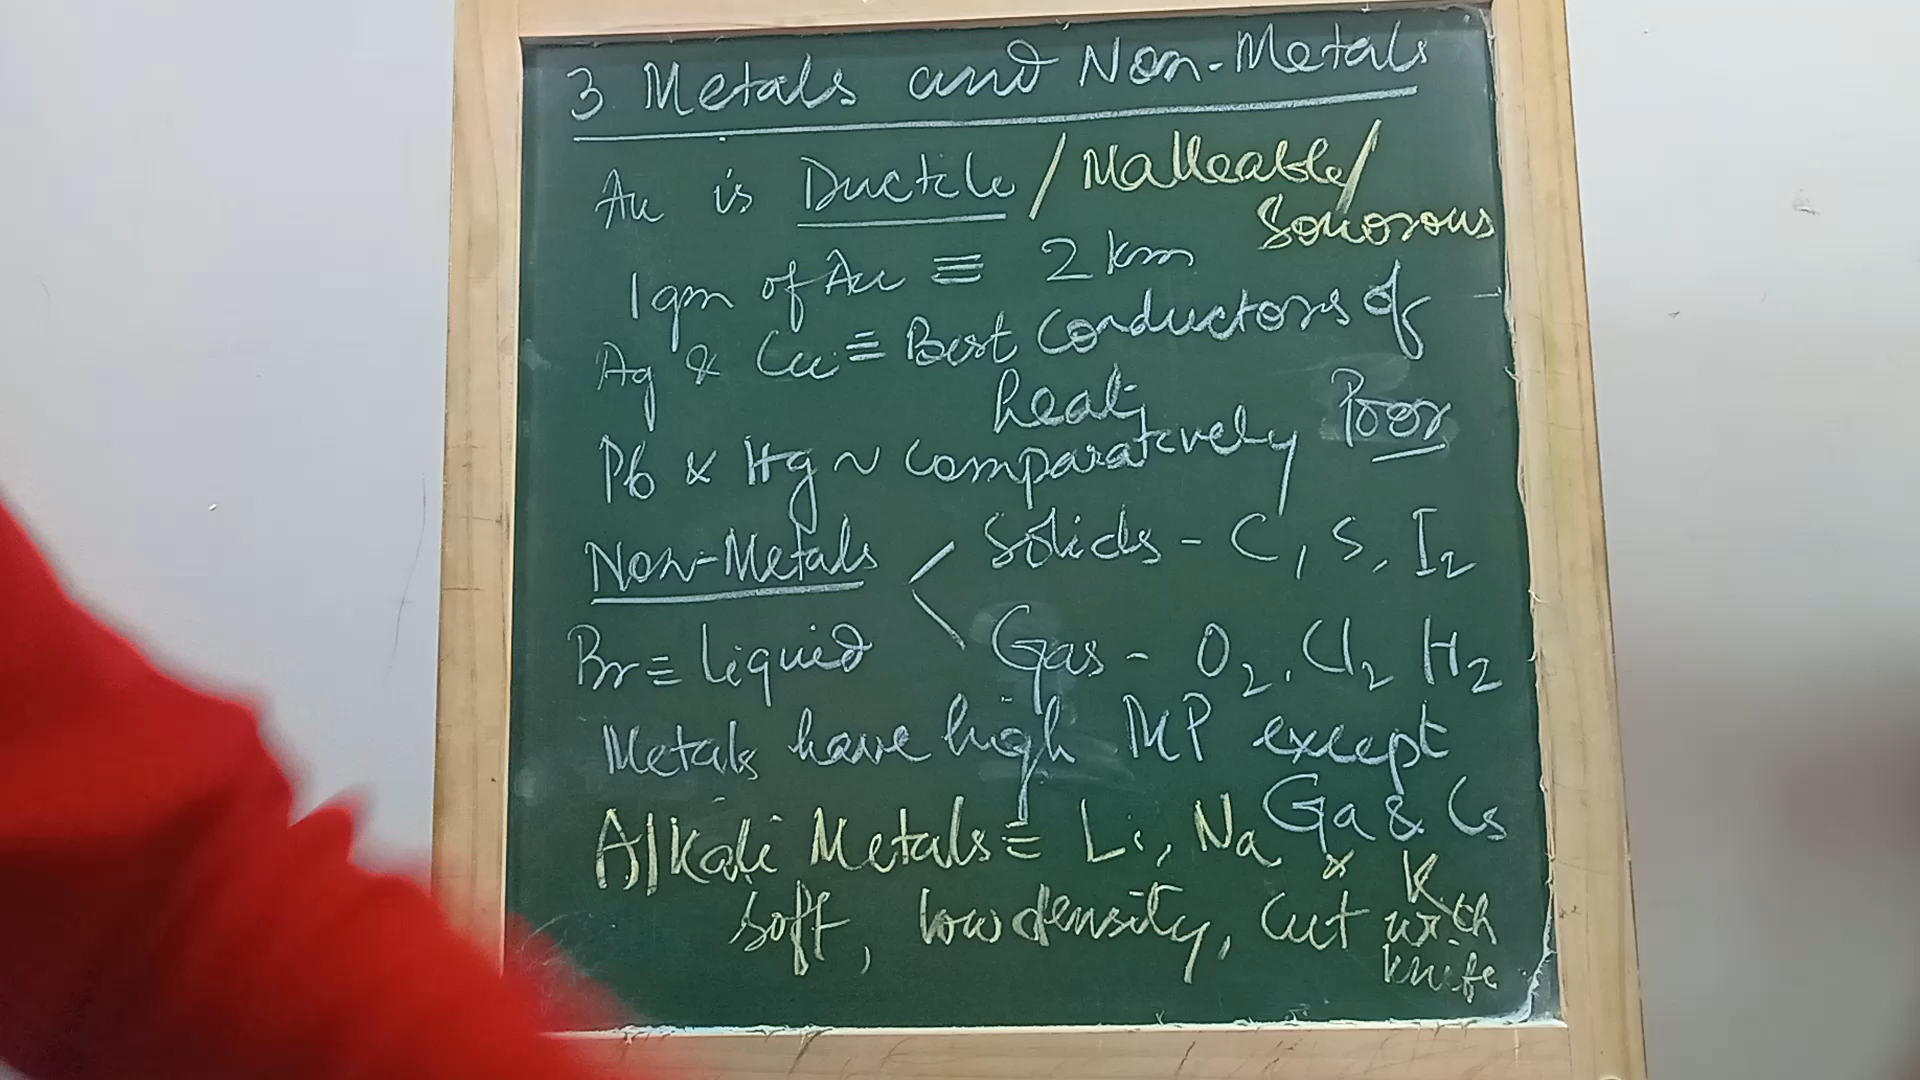 3 Metals and Non-Metals
Au is Ductile / Malleable /
Sonorous
1gm of Au ≡ 2 km
Ag & Cu ≡ Best Conductors of
heat;
Pb & Hg ~ Comparatively Poor
Non-Metals < Solids - C, S, I₂
Br ≡ Liquid Gas - O₂, Cl₂ H₂
Metals have high MP except
Ga & Cs
Alkali Metals = Li, Na & K
soft, low density, Cut with
knife